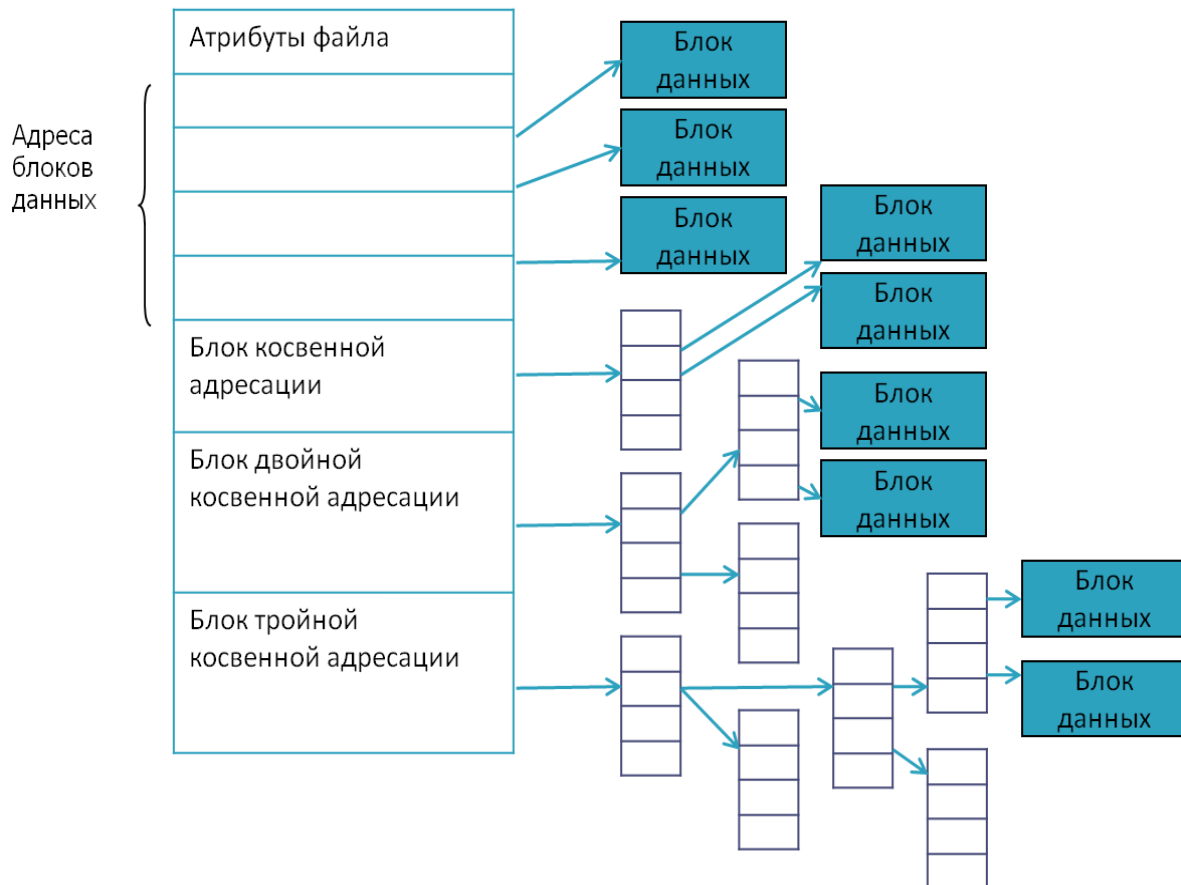 Атрибуты файла
Адреса
блоков
данных
Блок
данных
Блок
данных
Блок
данных
Блок косвенной
адресации
Блок
данных
Блок
данных
Блок двойной
косвенной адресации
Блок
данных
Блок
данных
Блок тройной
косвенной адресации
Блок
данных
Блок
данных